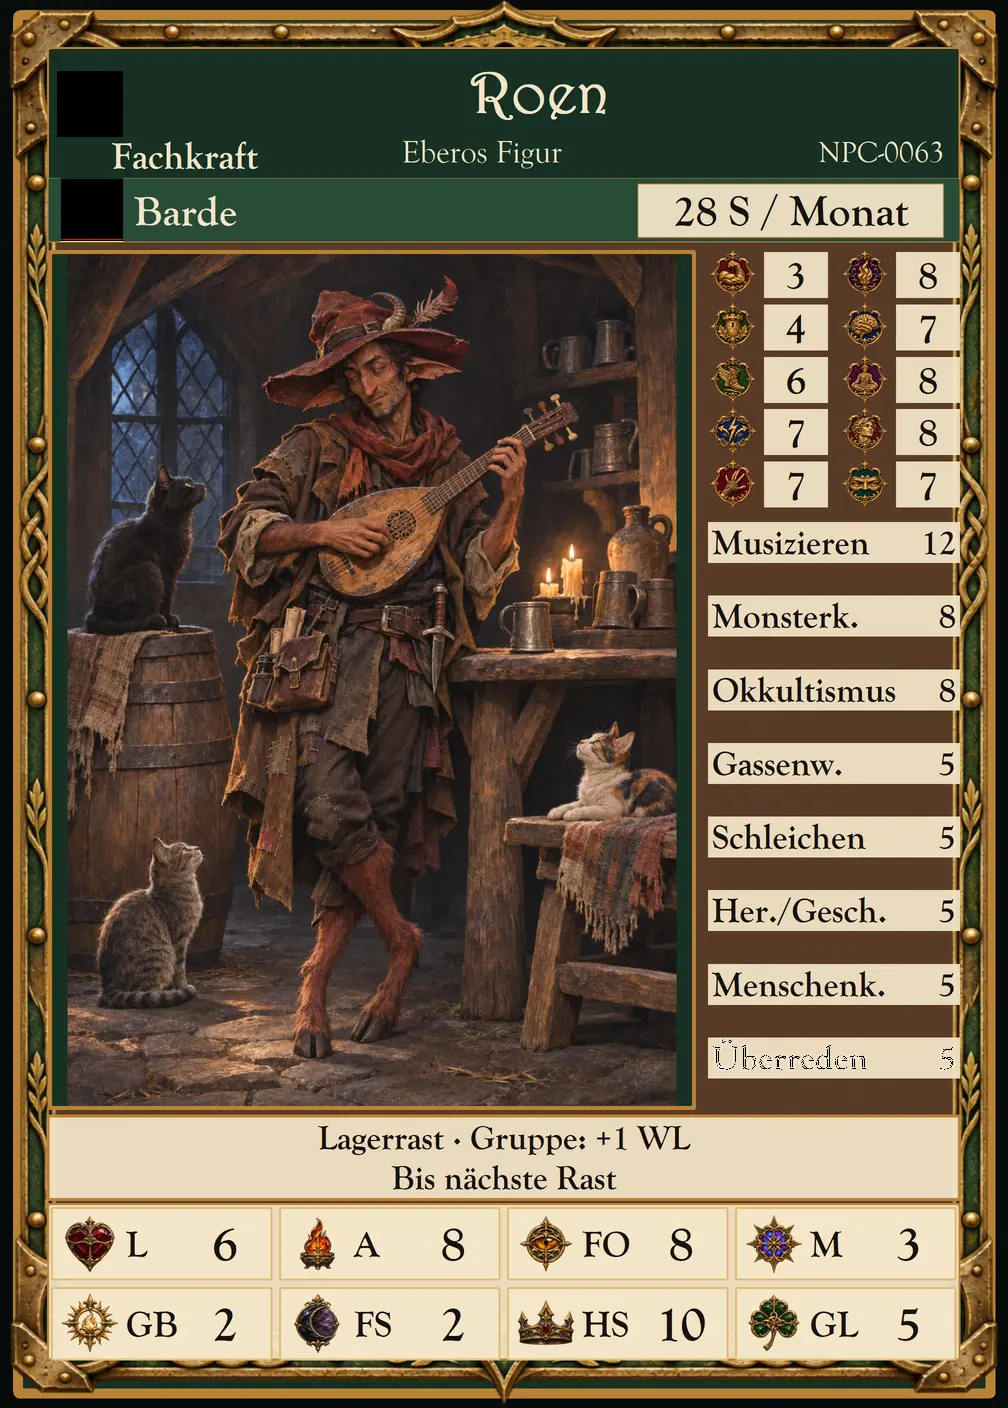 Roen
Fachkraft
Eberos Figur
NPC-0063
Barde
28 S / Monat
3 8
4 7
6 8
7 8
7 7
Musizieren 12
Monsterk. 8
Okkultismus 8
Gassenw. 5
Schleichen 5
Her./Gesch. 5
Menschenk. 5
Überreden 5
Lagerrast · Gruppe: +1 WL
Bis nächste Rast
L 6 A 8 FO 8 M 3
GB 2 FS 2 HS 10 GL 5